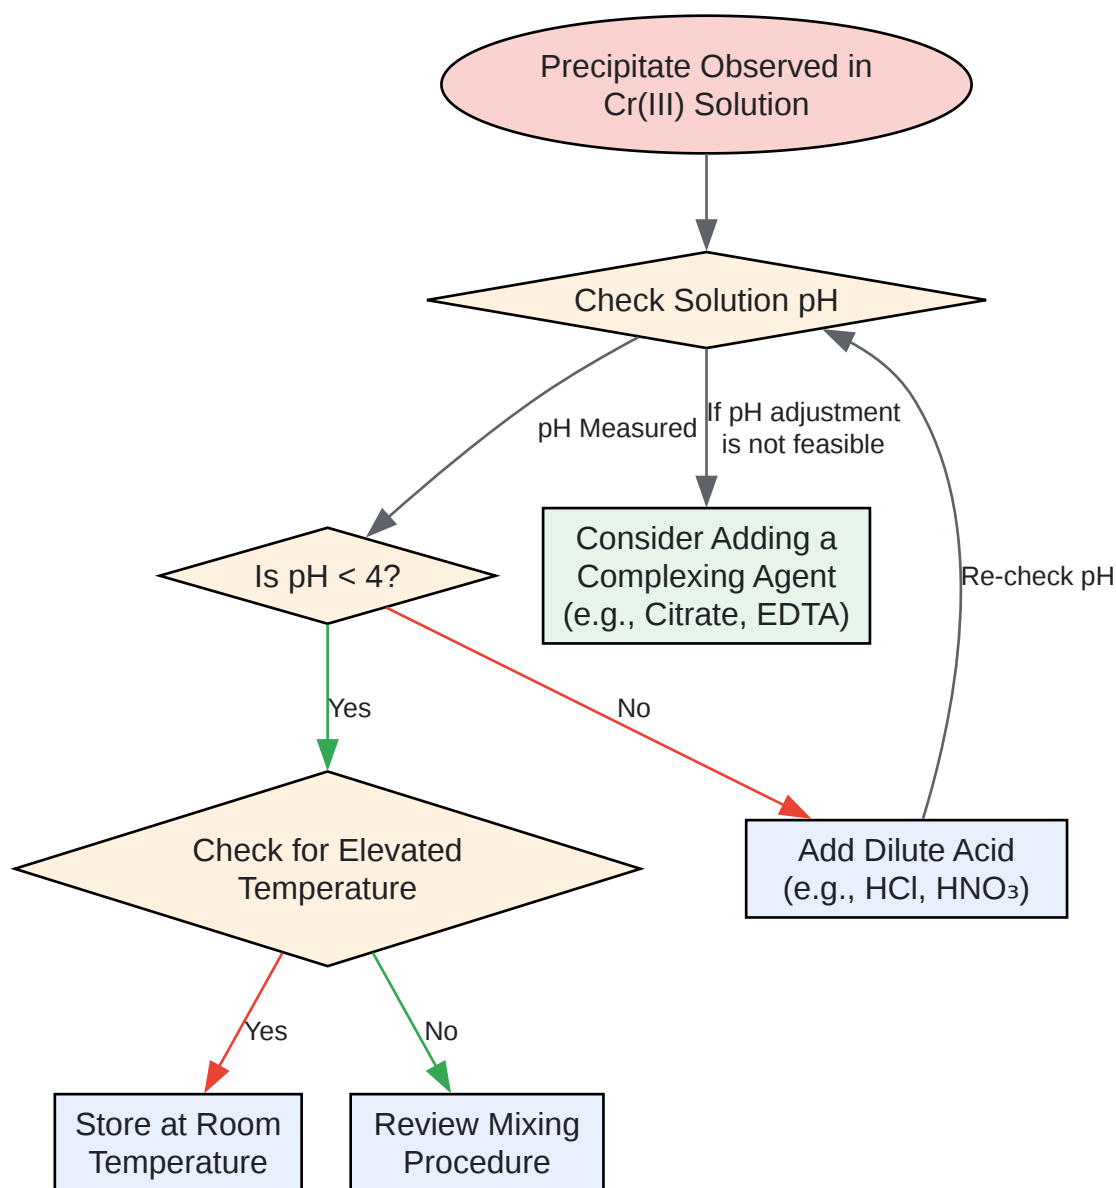 Precipitate Observed in
Cr(III) Solution
Check Solution pH
pH Measured
If pH adjustment
is not feasible
Consider Adding a
Complexing Agent
(e.g., Citrate, EDTA)
Is pH < 4?
Re-check pH
Yes
No
Check for Elevated
Temperature
Add Dilute Acid
(e.g., HCl, HNO₃)
Yes
No
Store at Room
Temperature
Review Mixing
Procedure